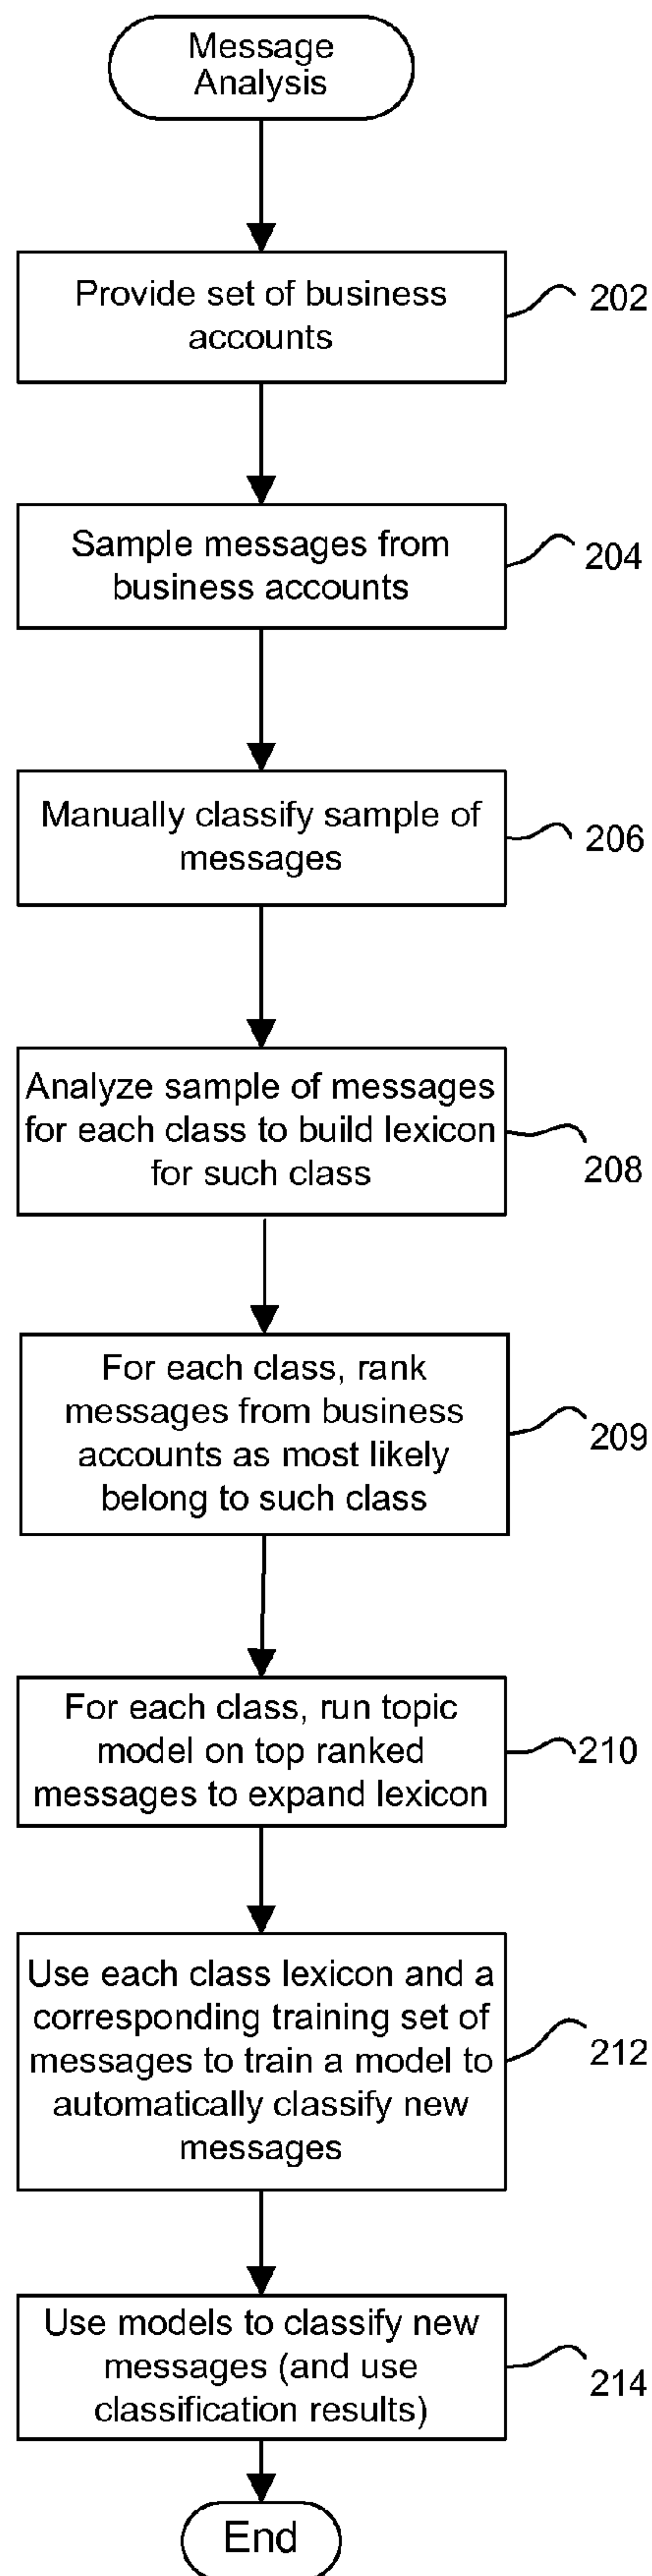 Message
Analysis
Provide set of business
accounts
202
Sample messages from
business accounts
204
Manually classify sample of
messages
206
Analyze sample of messages
for each class to build lexicon
for such class
208
For each class, rank
messages from business
accounts as most likely
belong to such class
209
For each class, run topic
model on top ranked
messages to expand lexicon
210
Use each class lexicon and a
corresponding training set of
messages to train a model to
automatically classify new
messages
212
Use models to classify new
messages (and use
classification results)
214
End